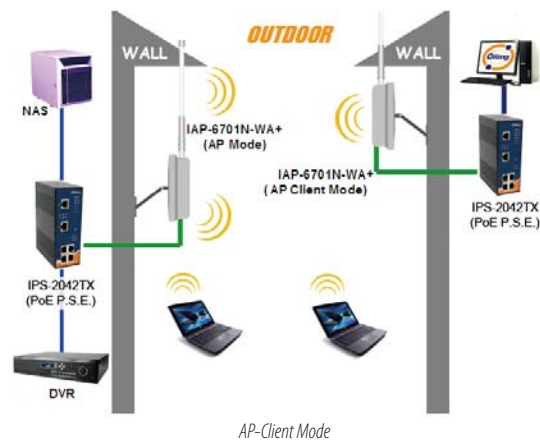 OUTDOOR
WALL
WALL
NAS
IAP-6701N-WA+
(AP Mode)
IAP-6701N-WA+
(AP Client Mode)
IPS-2042TX
(PoE P.S.E.)
IPS-2042TX
(PoE P.S.E.)
DVR
AP-Client Mode